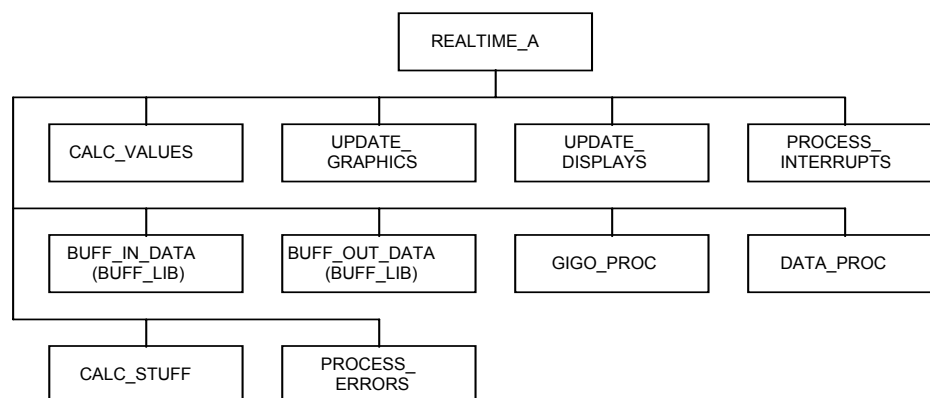 REALTIME_A
CALC_VALUES
UPDATE_
GRAPHICS
UPDATE_
DISPLAYS
PROCESS_
INTERRUPTS
BUFF_IN_DATA
(BUFF_LIB)
BUFF_OUT_DATA
(BUFF_LIB)
GIGO_PROC
DATA_PROC
CALC_STUFF
PROCESS_
ERRORS